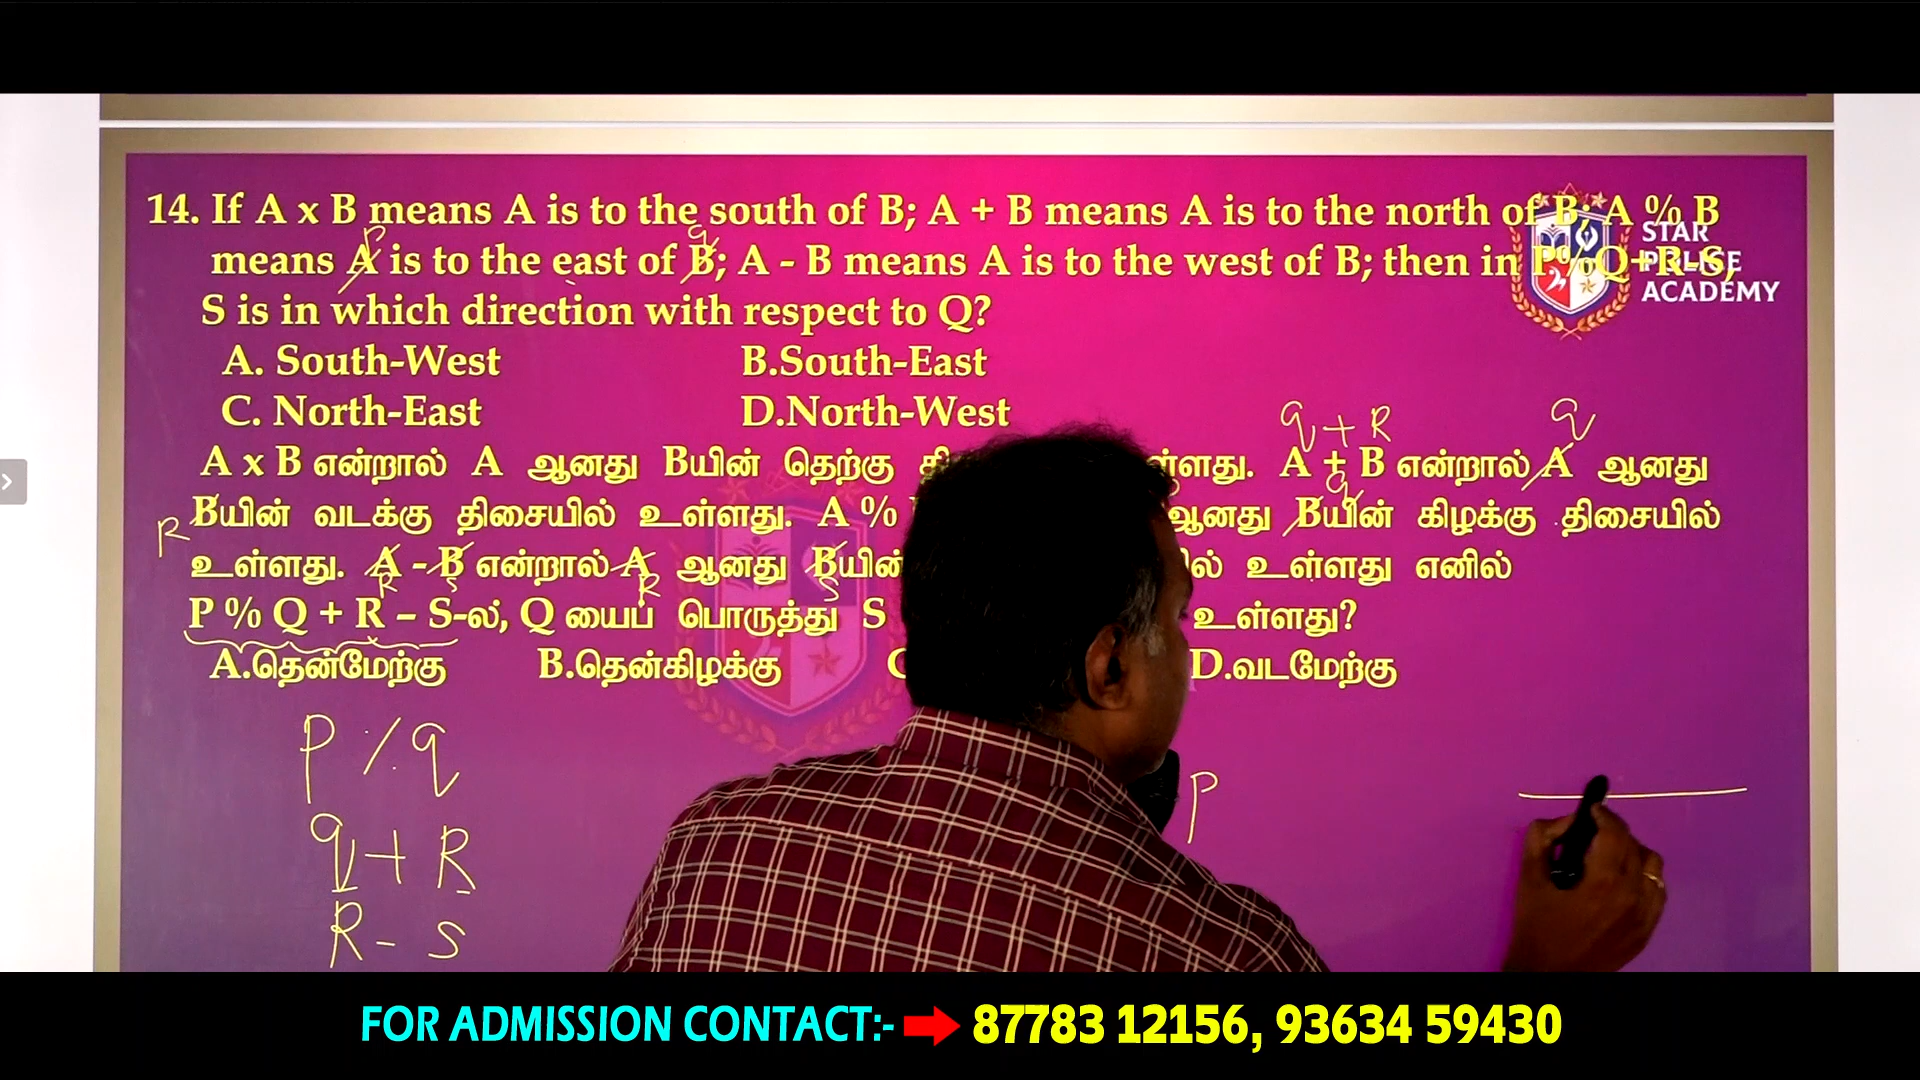 14. If A x B means A is to the south of B; A + B means A is to the north of B; A % B
means A is to the east of B; A - B means A is to the west of B; then in P%Q+R-S,
S is in which direction with respect to Q?
A. South-West B.South-East
C. North-East D.North-West
A x B என்றால் A ஆனது Bயின் தெற்கு A + B என்றால் A ஆனது
Bயின் வடக்கு திசையில் உள்ளது. A % ஆனது Bயின் கிழக்கு திசையில்
உள்ளது. A - B என்றால் A ஆனது Bயின் உள்ளது எனில்
P % Q + R – S-ல், Q யைப் பொருத்து S உள்ளது?
A.தென்மேற்கு B.தென்கிழக்கு D.வடமேற்கு
STAR
POLICE
ACADEMY
P
q
q + R
q
q
R
R
S
R
S
P % q
q + R
R - S
P
FOR ADMISSION CONTACT:- 87783 12156, 93634 59430